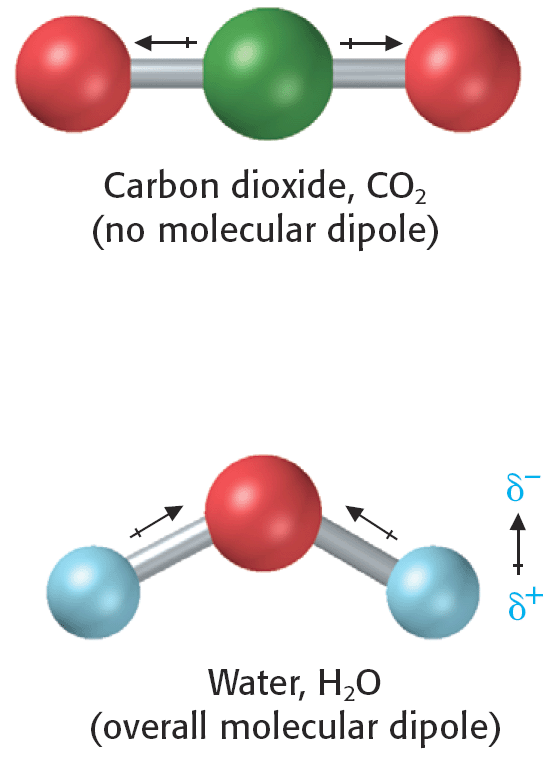 Carbon dioxide, CO₂
(no molecular dipole)
δ⁻
δ⁺
Water, H₂O
(overall molecular dipole)